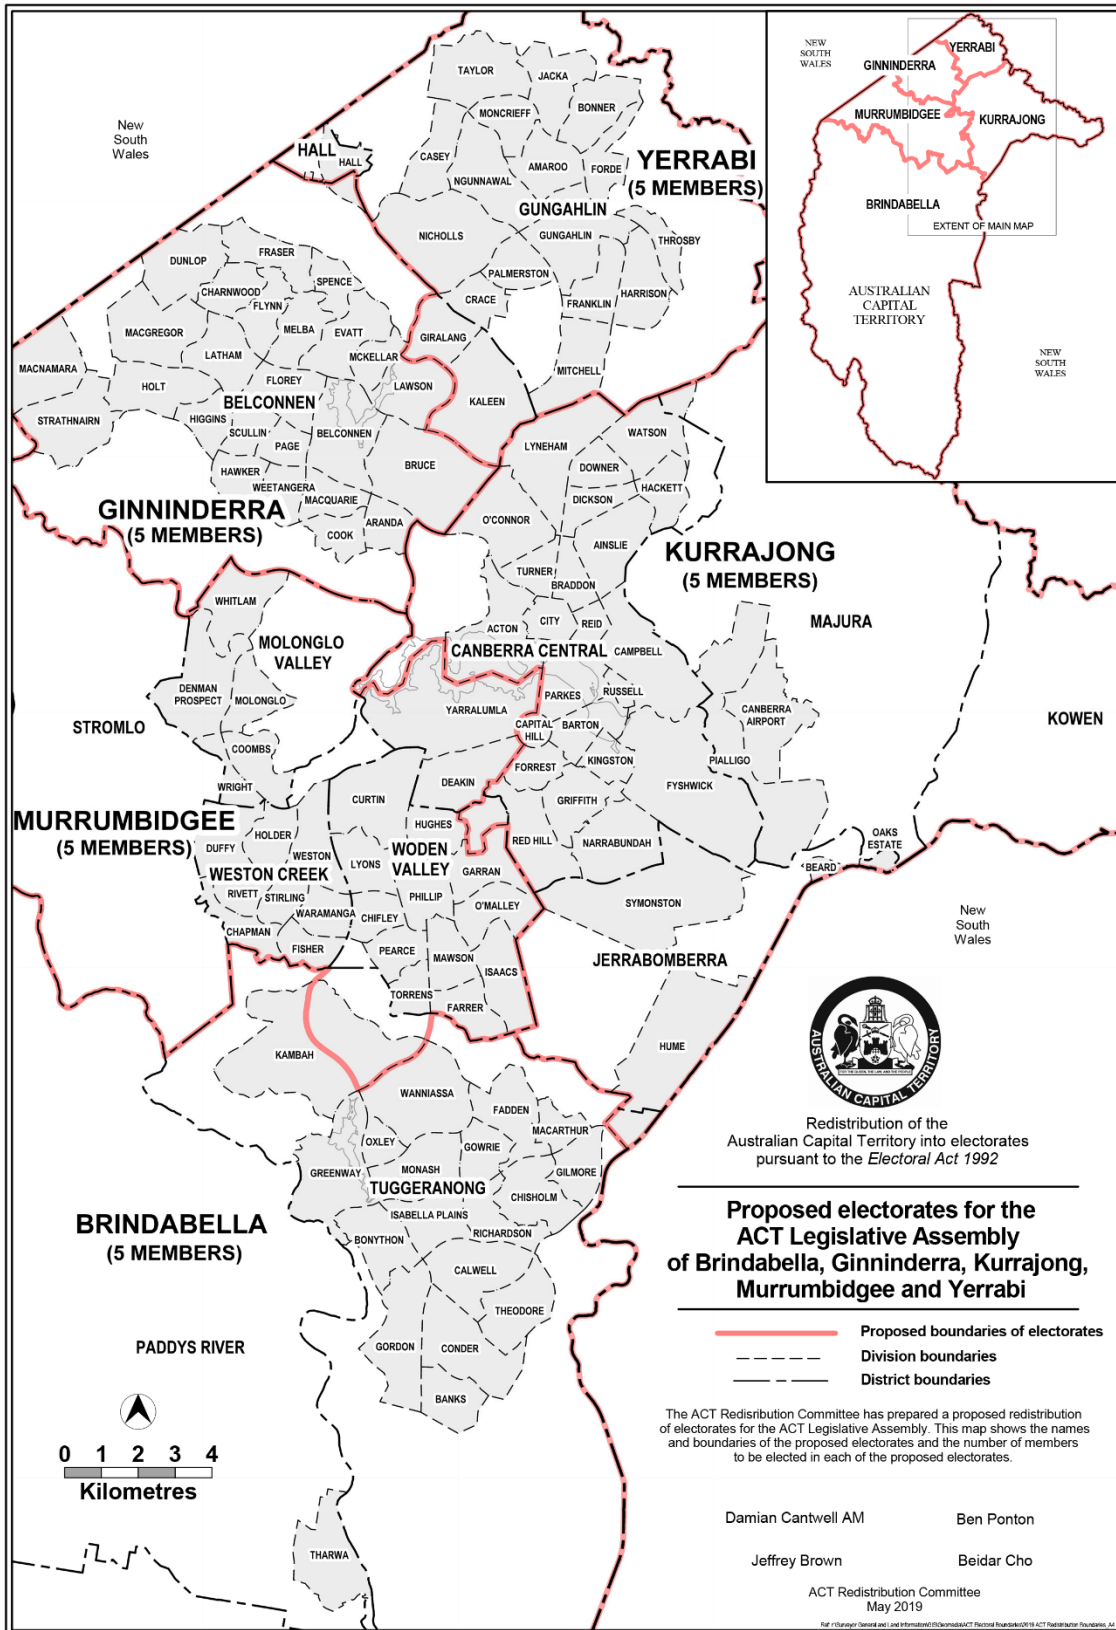 New
South
Wales
TAYLOR
JACKA
BONNER
MONCRIEFF
HALL
HALL
CASEY
AMAROO
FORDE
NGUNNAWAL
YERRABI
(5 MEMBERS)
GUNGAHLIN
NICHOLLS
GUNGAHLIN
THROSBY
PALMERSTON
CRACE
FRANKLIN
HARRISON
GIRALANG
MITCHELL
KALEEN
NEW
SOUTH
WALES
YERRABI
GINNINDERRA
MURRUMBIDGEE
KURRAJONG
BRINDABELLA
EXTENT OF MAIN MAP
AUSTRALIAN
CAPITAL
TERRITORY
NEW
SOUTH
WALES
DUNLOP
FRASER
SPENCE
CHARNWOOD
FLYNN
MACGREGOR
MELBA
EVATT
LATHAM
MCKELLAR
MACNAMARA
HOLT
FLOREY
LAWSON
BELCONNEN
STRATHNAIRN
HIGGINS
SCULLIN
BELCONNEN
PAGE
BRUCE
HAWKER
WEETANGERA
MACQUARIE
ARANDA
COOK
GINNINDERRA
(5 MEMBERS)
LYNEHAM
WATSON
DOWNER
HACKETT
DICKSON
O'CONNOR
AINSLIE
KURRAJONG
(5 MEMBERS)
TURNER
BRADDON
MAJURA
CITY
REID
ACTON
CANBERRA CENTRAL
CAMPBELL
PARKES
RUSSELL
YARRALUMLA
CAPITAL
HILL
BARTON
CANBERRA
AIRPORT
KOWEN
KINGSTON
PIALLIGO
FORREST
DEAKIN
FYSHWICK
GRIFFITH
RED HILL
NARRABUNDAH
OAKS
ESTATE
BEARD
SYMONSTON
JERRABOMBERRA
HUME
New
South
Wales
WHITLAM
MOLONGLO
VALLEY
DENMAN
PROSPECT
MOLONGLO
STROMLO
COOMBS
WRIGHT
MURRUMBIDGEE
(5 MEMBERS)
CURTIN
HUGHES
HOLDER
DUFFY
WESTON
LYONS
WODEN
VALLEY
GARRAN
WESTON CREEK
RIVETT
STIRLING
PHILLIP
O'MALLEY
WARAMANGA
CHIFLEY
CHAPMAN
FISHER
PEARCE
MAWSON
ISAACS
TORRENS
FARRER
KAMBAH
WANNIASSA
FADDEN
MACARTHUR
OXLEY
GOWRIE
GREENWAY
MONASH
GILMORE
TUGGERANONG
CHISHOLM
ISABELLA PLAINS
RICHARDSON
BONYTHON
CALWELL
THEODORE
GORDON
CONDER
BANKS
BRINDABELLA
(5 MEMBERS)
PADDYS RIVER
THARWA
0 1 2 3 4
Kilometres
AUSTRALIAN CAPITAL TERRITORY
FOR THE QUEEN, THE LAW AND THE PEOPLE
Redistribution of the
Australian Capital Territory into electorates
pursuant to the Electoral Act 1992
Proposed electorates for the
ACT Legislative Assembly
of Brindabella, Ginninderra, Kurrajong,
Murrumbidgee and Yerrabi
Proposed boundaries of electorates
Division boundaries
District boundaries
The ACT Redisribution Committee has prepared a proposed redistribution
of electorates for the ACT Legislative Assembly. This map shows the names
and boundaries of the proposed electorates and the number of members
to be elected in each of the proposed electorates.
Damian Cantwell AM
Ben Ponton
Jeffrey Brown
Beidar Cho
ACT Redistribution Committee
May 2019